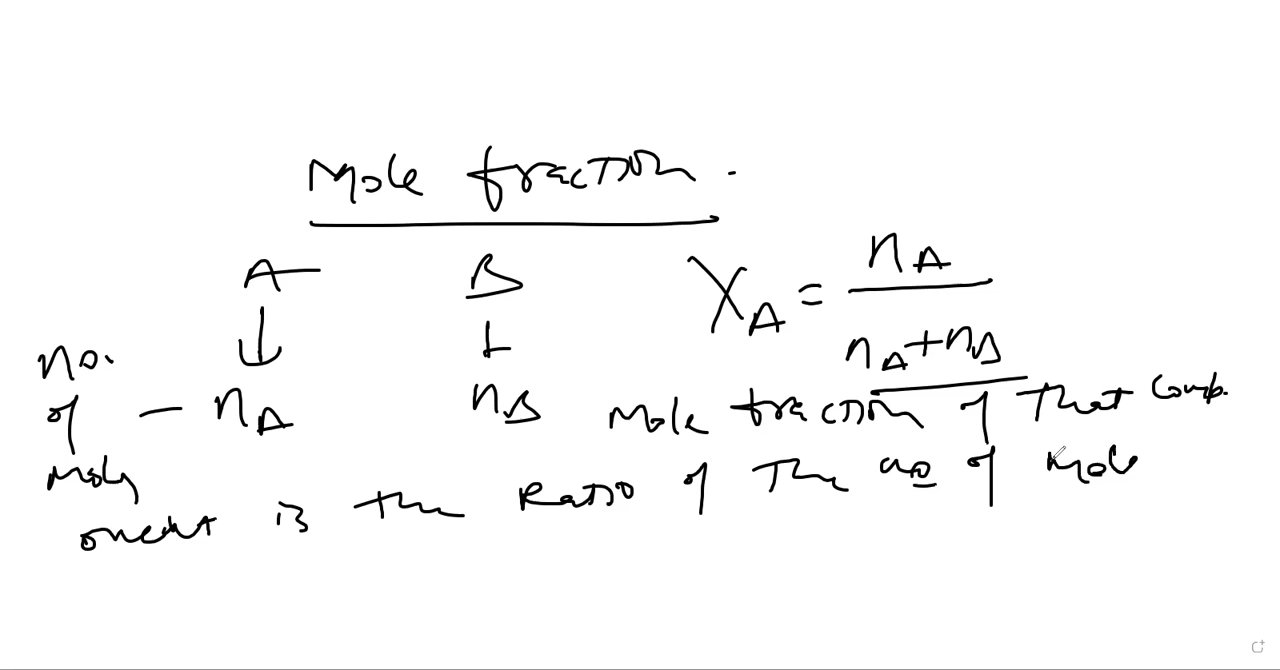 Mole fraction.
A B
X_A = n_A / n_A + n_B
no. of moles – n_A n_B
Mole fraction of that comp.
onent is the Ratio of the no of Mole